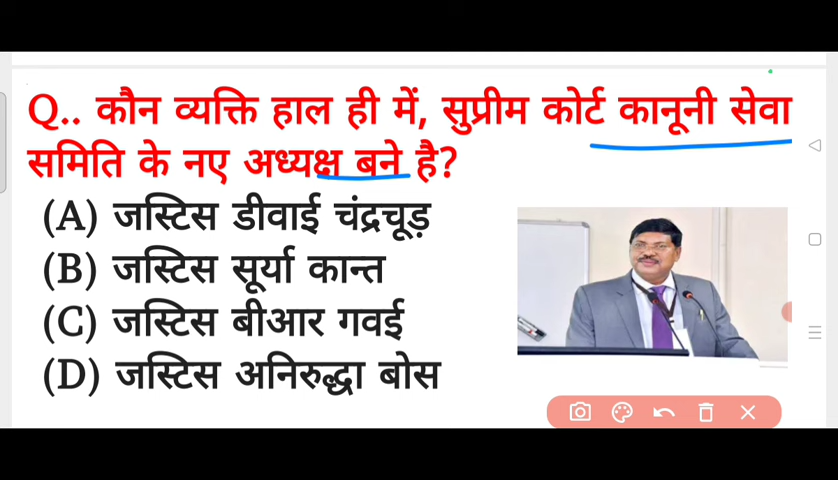 Q.. कौन व्यक्ति हाल ही में, सुप्रीम कोर्ट कानूनी सेवा
समिति के नए अध्यक्ष बने है?
(A) जस्टिस डीवाई चंद्रचूड़
(B) जस्टिस सूर्या कान्त
(C) जस्टिस बीआर गवई
(D) जस्टिस अनिरुद्धा बोस